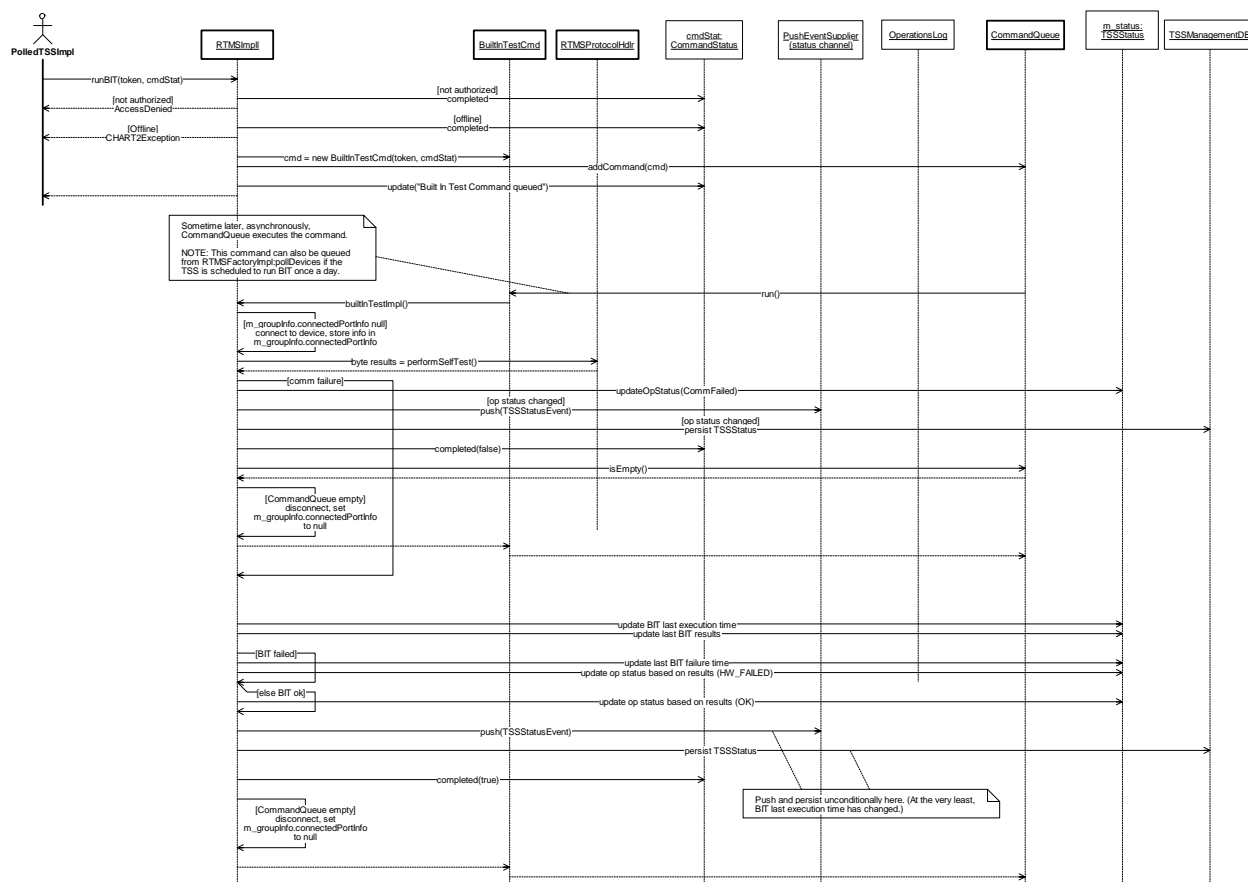 PolledTSSImpl
RTMSImpll
BuiltInTestCmd
RTMSProtocolHdlr
cmdStat:
CommandStatus
PushEventSupplier
(status channel)
OperationsLog
CommandQueue
m_status:
TSSStatus
TSSManagementDB
runBIT(token, cmdStat)
[not authorized]
completed
[not authorized]
AccessDenied
[offline]
completed
[Offline]
CHART2Exception
cmd = new BuiltInTestCmd(token, cmdStat)
addCommand(cmd)
update("Built In Test Command queued")
Sometime later, asynchronously,
CommandQueue executes the command.
NOTE: This command can also be queued
from RTMSFactoryImpl:pollDevices if the
TSS is scheduled to run BIT once a day.
run()
builtInTestImpl()
[m_groupInfo.connectedPortInfo null]
connect to device, store info in
m_groupInfo.connectedPortInfo
byte results = performSelfTest()
[comm failure]
updateOpStatus(CommFailed)
[op status changed]
push(TSSStatusEvent)
[op status changed]
persist TSSStatus
completed(false)
isEmpty()
[CommandQueue empty]
disconnect, set
m_groupInfo.connectedPortInfo
to null
update BIT last execution time
update last BIT results
[BIT failed]
update last BIT failure time
update op status based on results (HW_FAILED)
[else BIT ok]
update op status based on results (OK)
push(TSSStatusEvent)
persist TSSStatus
completed(true)
Push and persist unconditionally here. (At the very least,
BIT last execution time has changed.)
[CommandQueue empty]
disconnect, set
m_groupInfo.connectedPortInfo
to null